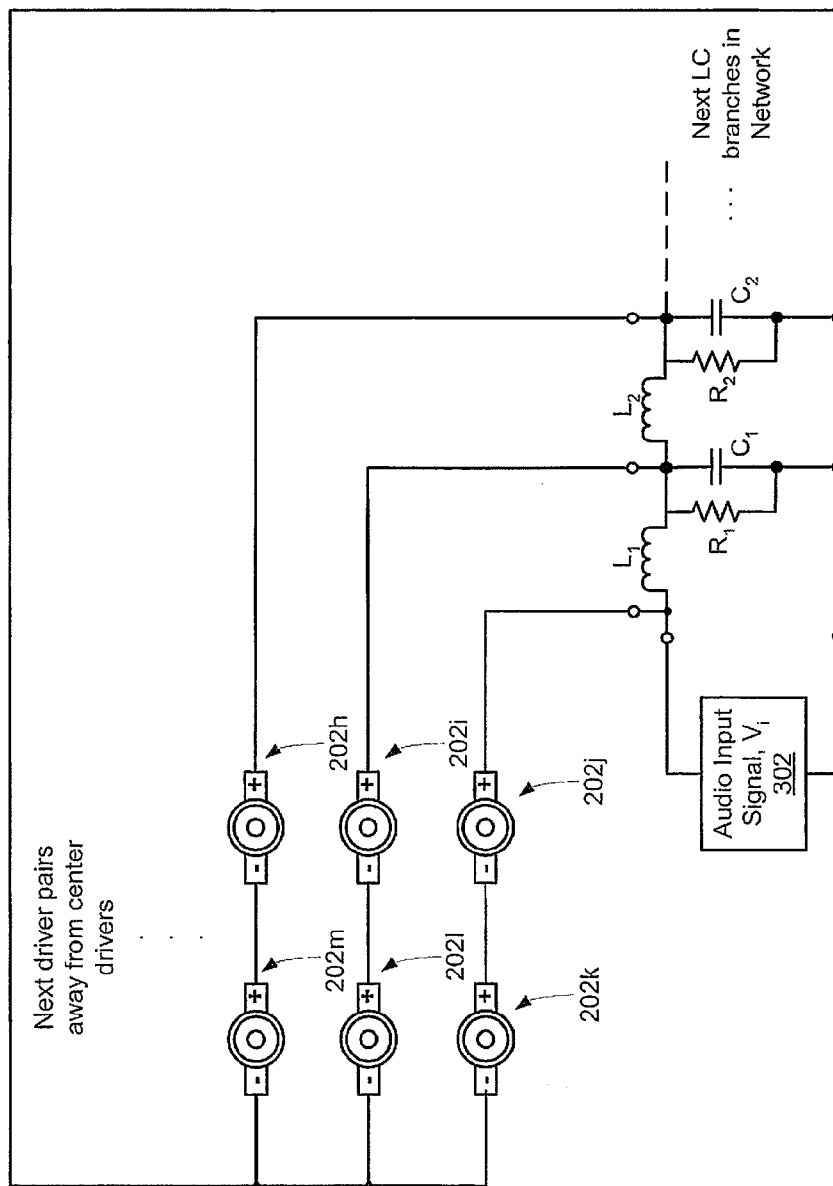 Next driver pairs
away from center
drivers
. . .
202m
202h
+
-
+
-
202l
202i
+
-
+
-
202k
202j
+
-
+
-
Audio Input
Signal, Vi
302
L1
R1
C1
L2
R2
C2
. . .
Next LC
branches in
Network